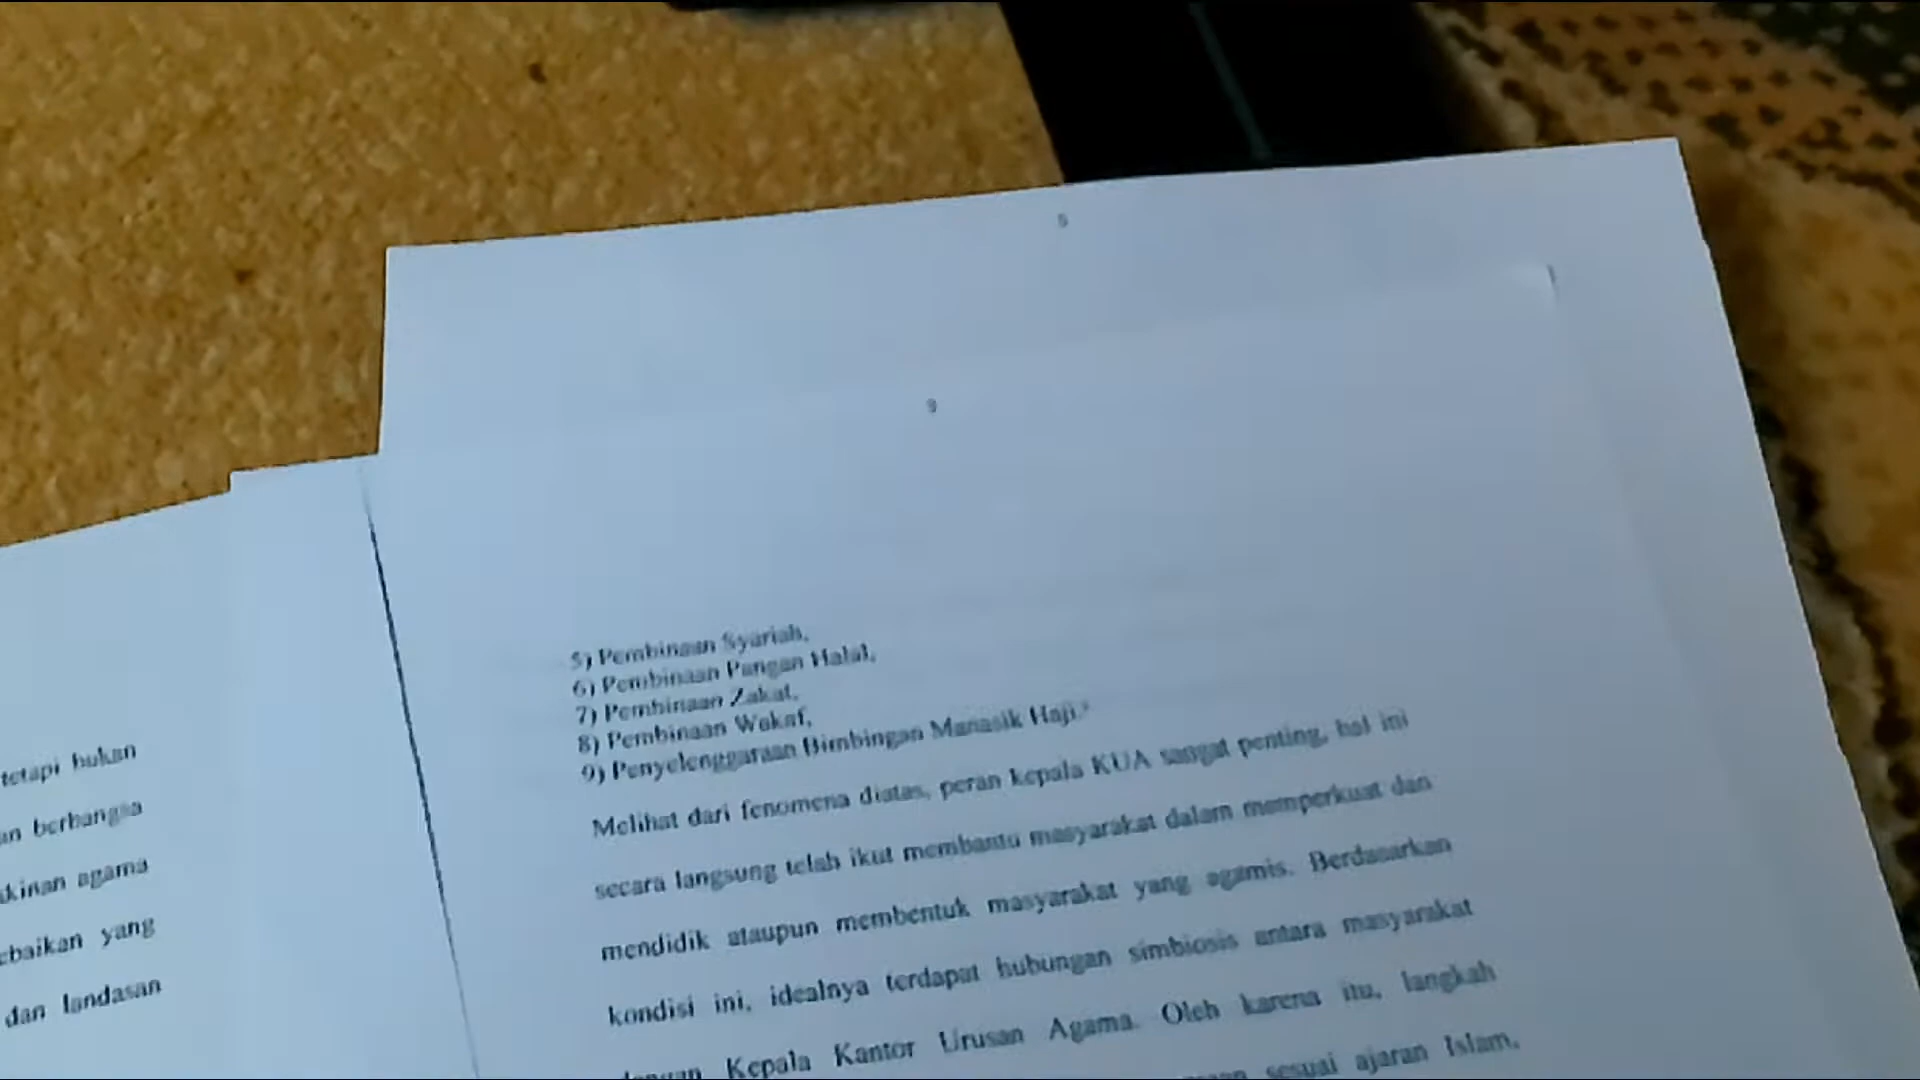 9
5) Pembinaan Syariah,
6) Pembinaan Pangan Halal,
7) Pembinaan Zakat,
8) Pembinaan Wakaf,
9) Penyelenggaraan Bimbingan Manasik Haji.
Melihat dari fenomena diatas, peran kepala KUA sangat penting, hal ini
secara langsung telah ikut membantu masyarakat dalam memperkuat dan
mendidik ataupun membentuk masyarakat yang agamis. Berdasarkan
kondisi ini, idealnya terdapat hubungan simbiosis antara masyarakat
dengan Kepala Kantor Urusan Agama. Oleh karena itu, langkah
sesuai ajaran Islam,
tetapi bukan
berbangsa
agama
yang
dan landasan